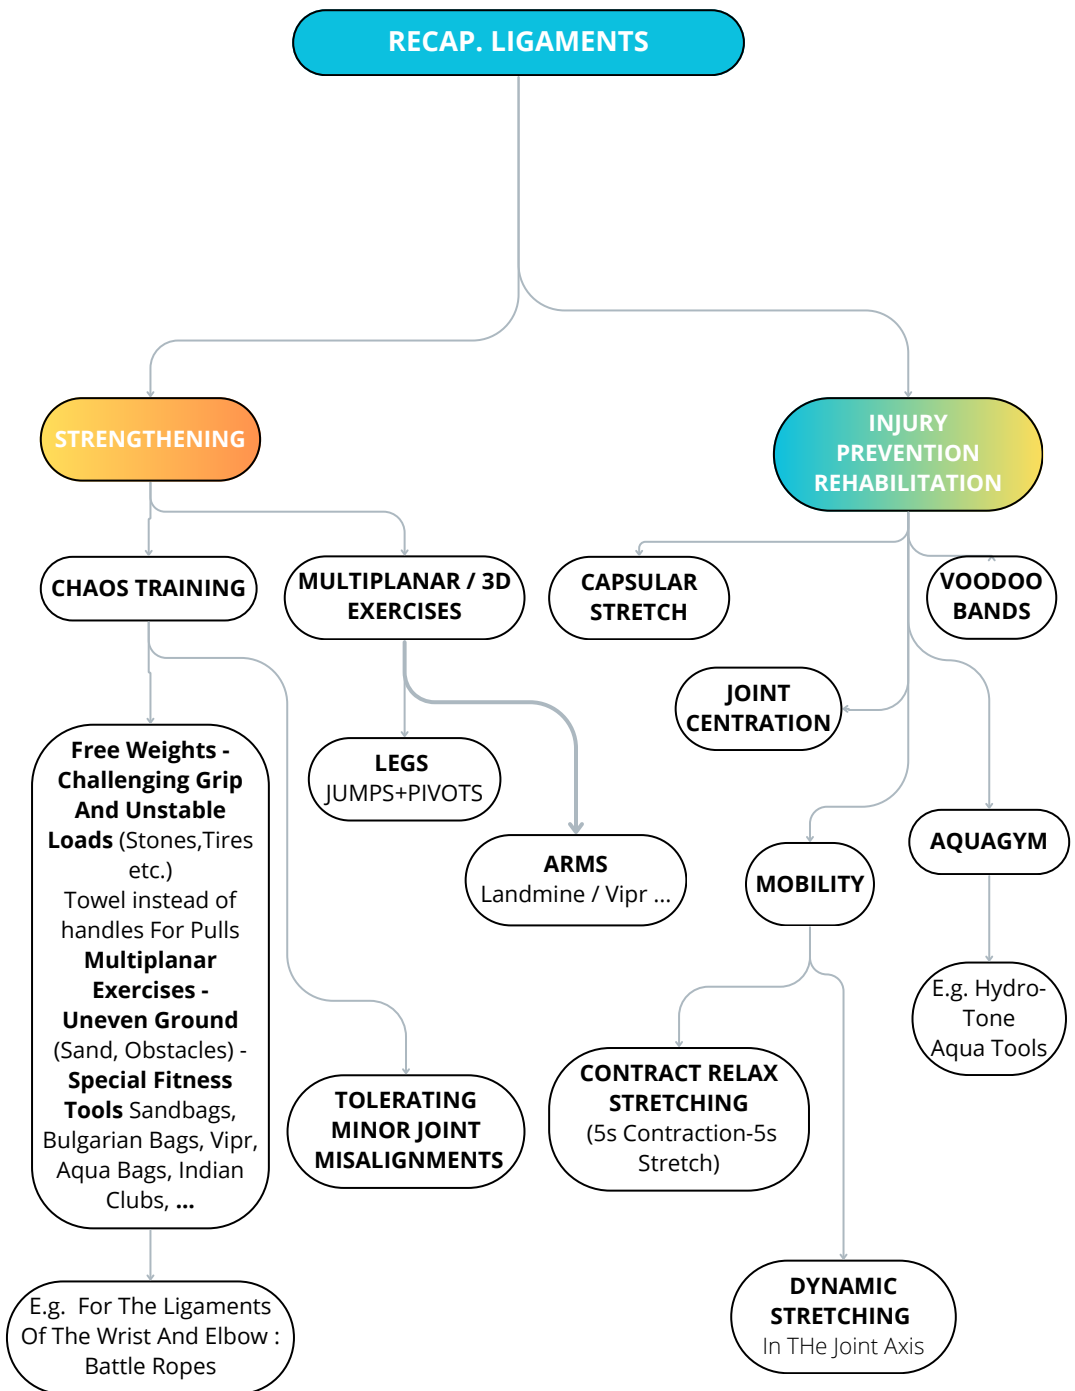 RECAP. LIGAMENTS
STRENGTHENING
INJURY
PREVENTION
REHABILITATION
CHAOS TRAINING
MULTIPLANAR / 3D
EXERCISES
CAPSULAR
STRETCH
VOODOO
BANDS
JOINT
CENTRATION
LEGS
JUMPS+PIVOTS
ARMS
Landmine / Vipr ...
MOBILITY
AQUAGYM
Free Weights -
Challenging Grip
And Unstable
Loads (Stones,Tires
etc.)
Towel instead of
handles For Pulls
Multiplanar
Exercises -
Uneven Ground
(Sand, Obstacles) -
Special Fitness
Tools Sandbags,
Bulgarian Bags, Vipr,
Aqua Bags, Indian
Clubs, ...
TOLERATING
MINOR JOINT
MISALIGNMENTS
CONTRACT RELAX
STRETCHING
(5s Contraction-5s
Stretch)
E.g. Hydro-
Tone
Aqua Tools
E.g.  For The Ligaments
Of The Wrist And Elbow :
Battle Ropes
DYNAMIC
STRETCHING
In THe Joint Axis